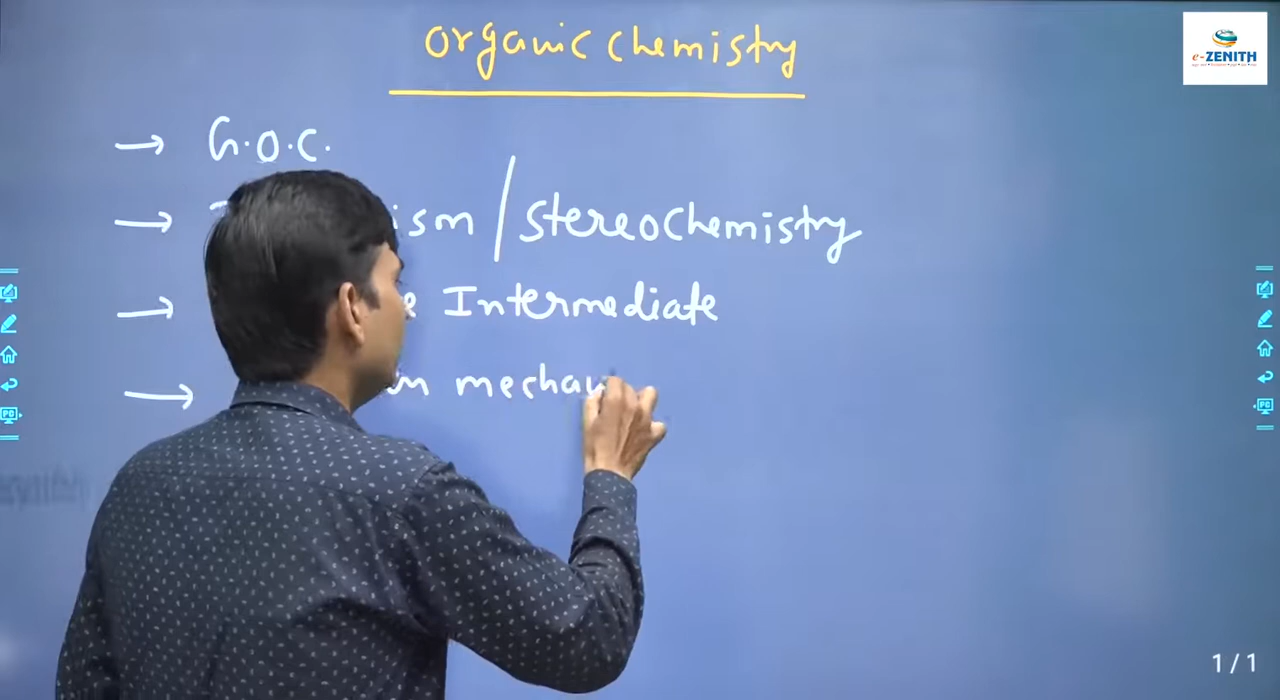 Organic Chemistry
e-ZENITH
→ G.O.C.
→ ism / Stereochemistry
→ Intermediate
→ mechan
1 / 1